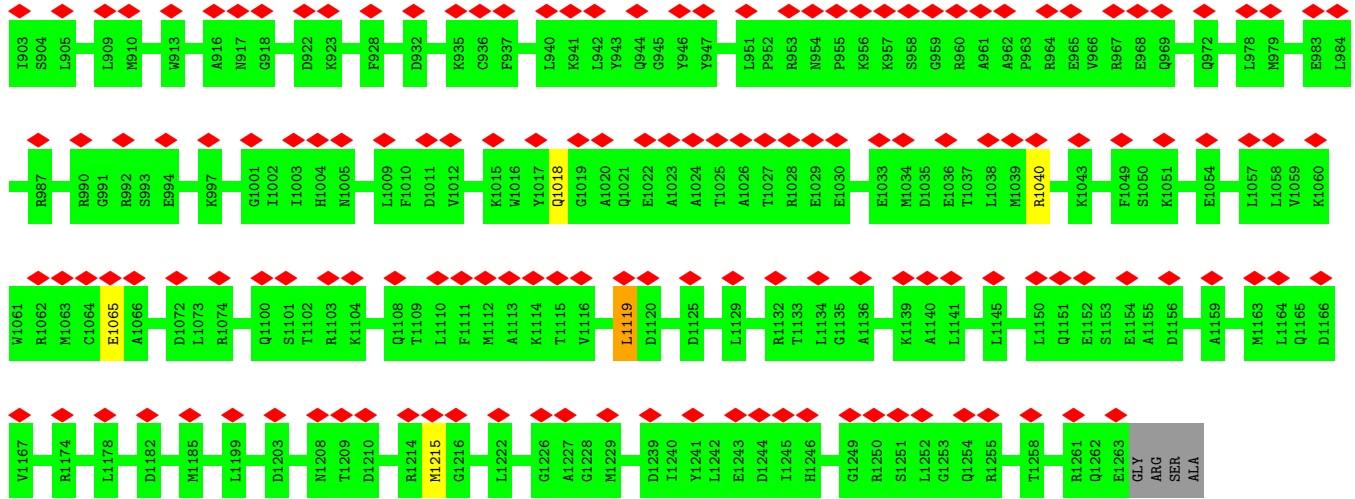 I903 S904 L905 L909 M910 W913 A916 N917 G918 D922 K923 F928 D932 K935 C936 F937 L940 K941 L942 Y943 Q944 G945 Y946 Y947 L951 P952 R953 N954 P955 K956 K957 S958 G959 R960 A961 A962 P963 R964 E965 V966 R967 E968 Q969 Q972 L978 M979 E983 L984
R987 R990 G991 R992 S993 E994 K997 G1001 I1002 I1003 H1004 N1005 L1009 F1010 D1011 V1012 K1015 W1016 Y1017 Q1018 G1019 A1020 Q1021 E1022 A1023 A1024 T1025 A1026 T1027 R1028 E1029 E1030 E1033 M1034 D1035 E1036 T1037 L1038 M1039 R1040 K1043 F1049 S1050 K1051 E1054 L1057 L1058 V1059 K1060
W1061 R1062 M1063 C1064 E1065 A1066 D1072 L1073 R1074 Q1100 S1101 T1102 R1103 K1104 Q1108 T1109 L1110 F1111 M1112 A1113 K1114 T1115 V1116 L1119 D1120 D1125 L1129 R1132 T1133 L1134 G1135 A1136 K1139 A1140 L1141 L1145 L1150 Q1151 E1152 S1153 E1154 A1155 D1156 A1159 M1163 L1164 Q1165 D1166
V1167 R1174 L1178 D1182 M1185 L1199 D1203 N1208 T1209 D1210 R1214 M1215 G1216 L1222 G1226 A1227 G1228 M1229 D1239 I1240 Y1241 L1242 E1243 D1244 I1245 H1246 G1249 R1250 S1251 L1252 G1253 Q1254 R1255 T1258 R1261 Q1262 E1263 GLY ARG SER ALA